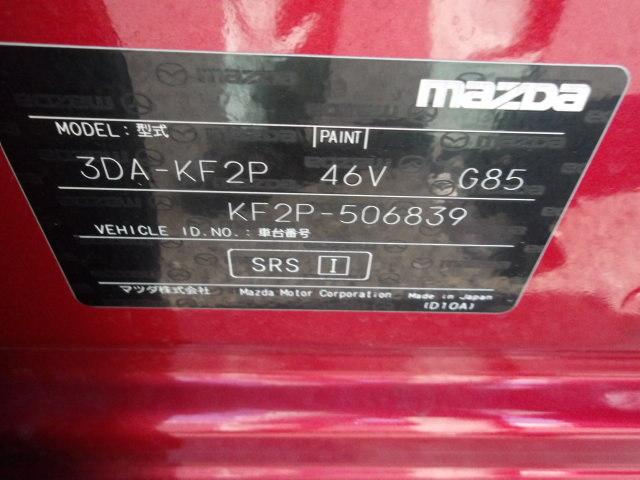 mazda
MODEL: 型式 PAINT
3DA-KF2P 46V G85
KF2P-506839
VEHICLE ID.NO.: 車台番号
SRS I
マツダ株式会社 Mazda Motor Corporation Made in Japan
(D10A)